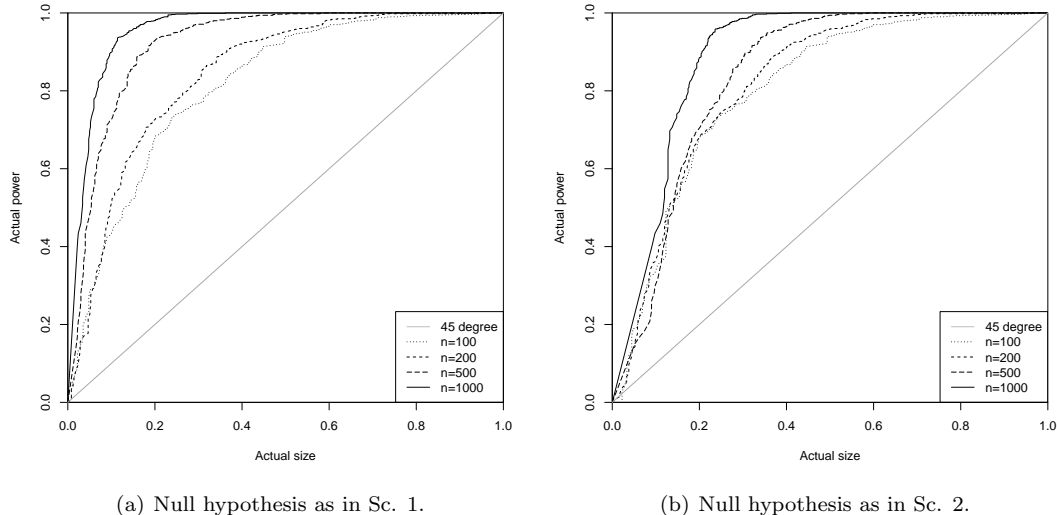 1.0
0.8
0.6
0.4
0.2
0.0
Actual power
0.0 0.2 0.4 0.6 0.8 1.0
Actual size
45 degree
n=100
n=200
n=500
n=1000
(a) Null hypothesis as in Sc. 1.
1.0
0.8
0.6
0.4
0.2
0.0
Actual power
0.0 0.2 0.4 0.6 0.8 1.0
Actual size
45 degree
n=100
n=200
n=500
n=1000
(b) Null hypothesis as in Sc. 2.